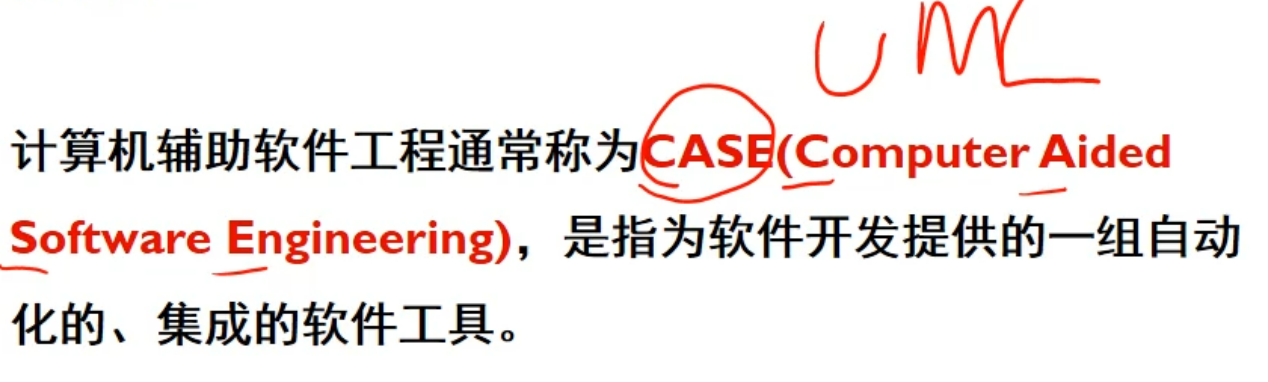 UML
计算机辅助软件工程通常称为CASE(Computer Aided
Software Engineering)，是指为软件开发提供的一组自动
化的、集成的软件工具。